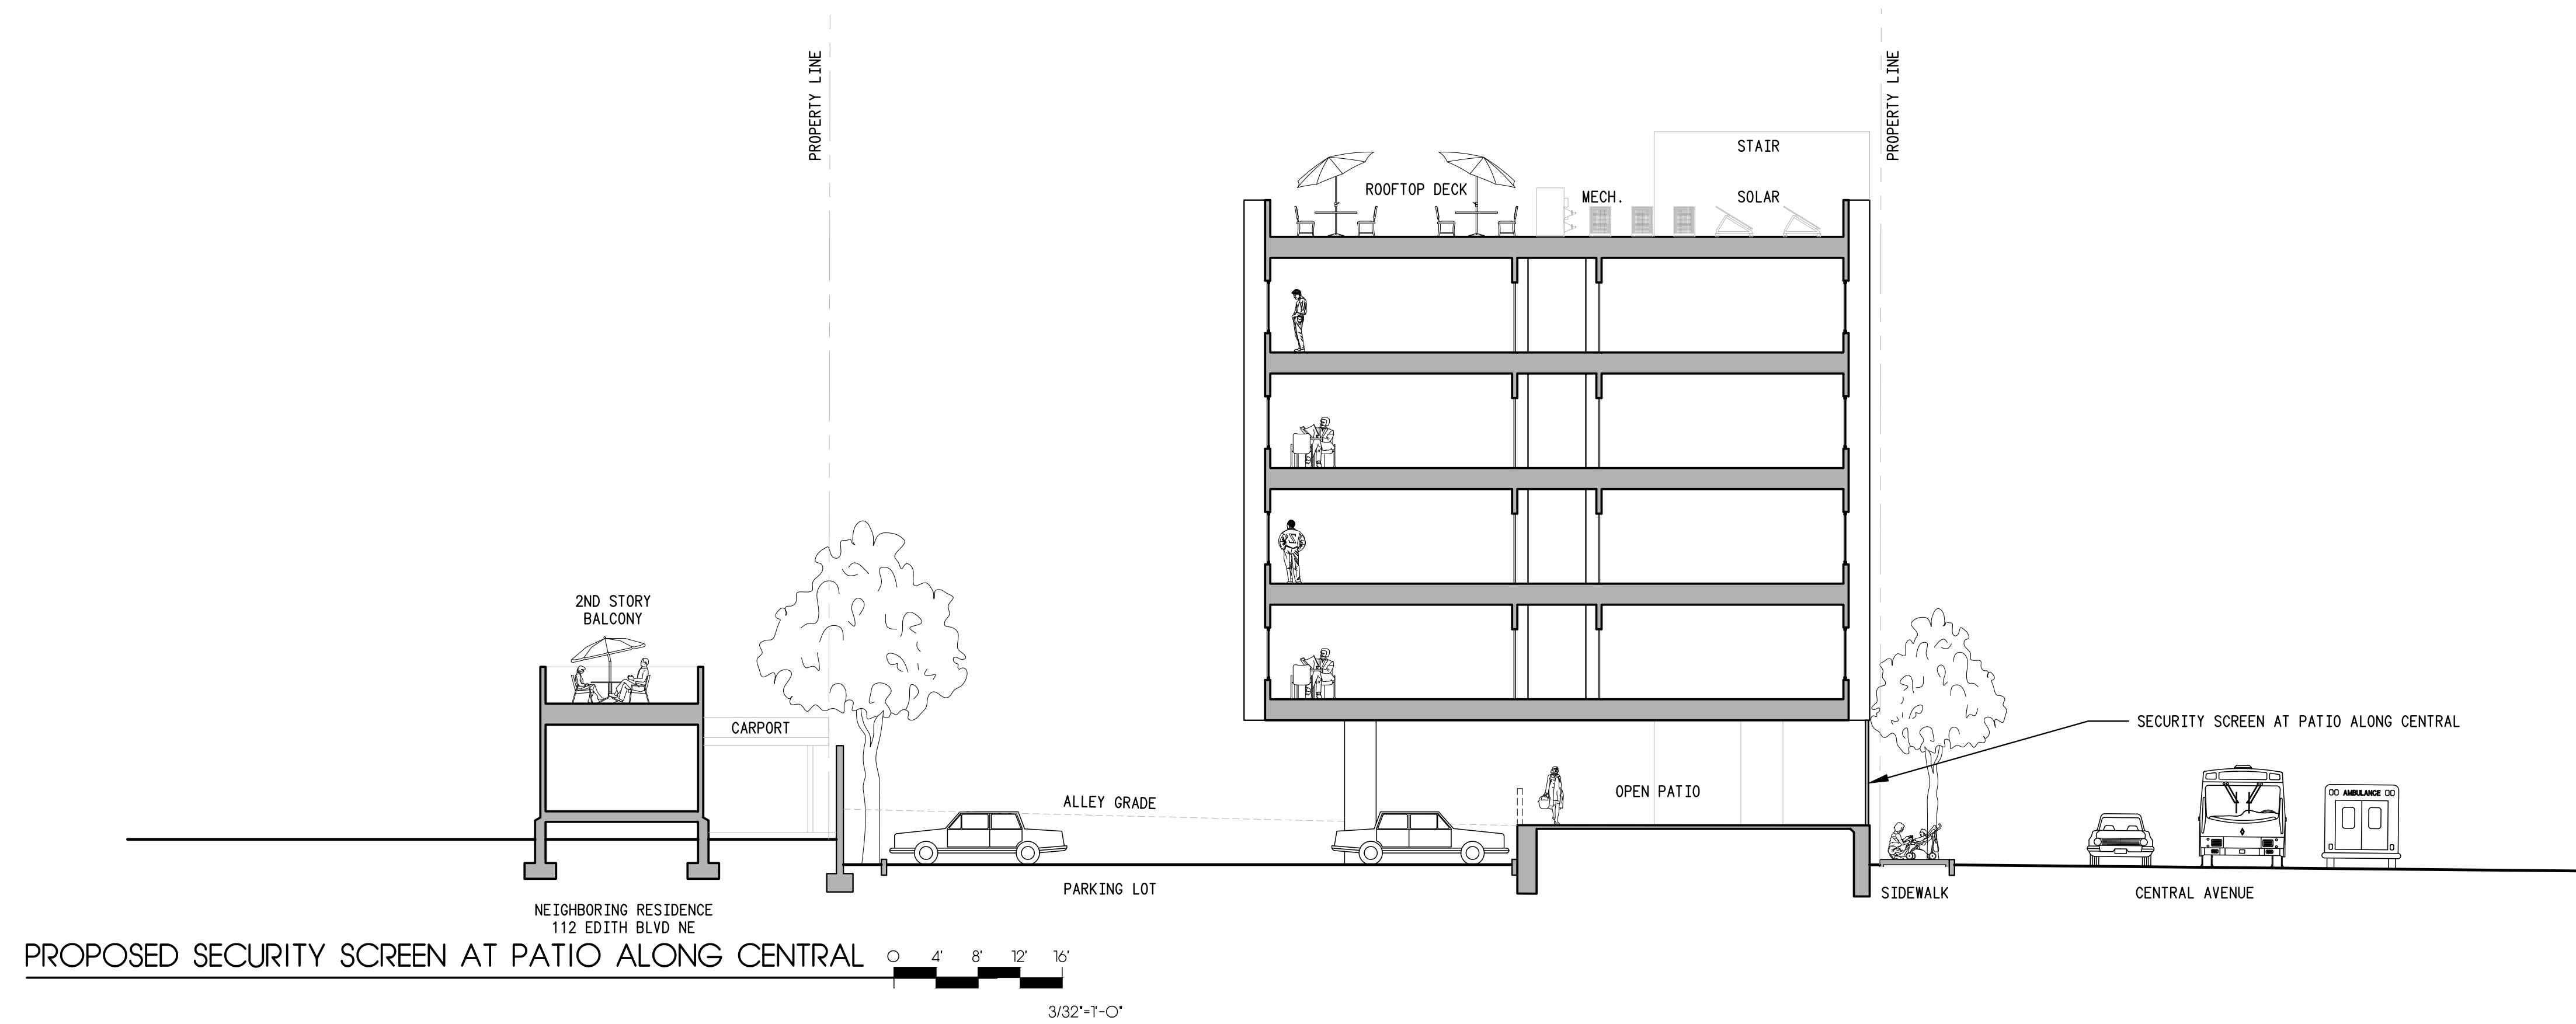 PROPERTY LINE
PROPERTY LINE
STAIR
ROOFTOP DECK
MECH.
SOLAR
2ND STORY
BALCONY
CARPORT
SECURITY SCREEN AT PATIO ALONG CENTRAL
OPEN PATIO
AMBULANCE
ALLEY GRADE
PARKING LOT
SIDEWALK
CENTRAL AVENUE
NEIGHBORING RESIDENCE
112 EDITH BLVD NE
PROPOSED SECURITY SCREEN AT PATIO ALONG CENTRAL
0 4' 8' 12' 16'
3/32"=1'-0"